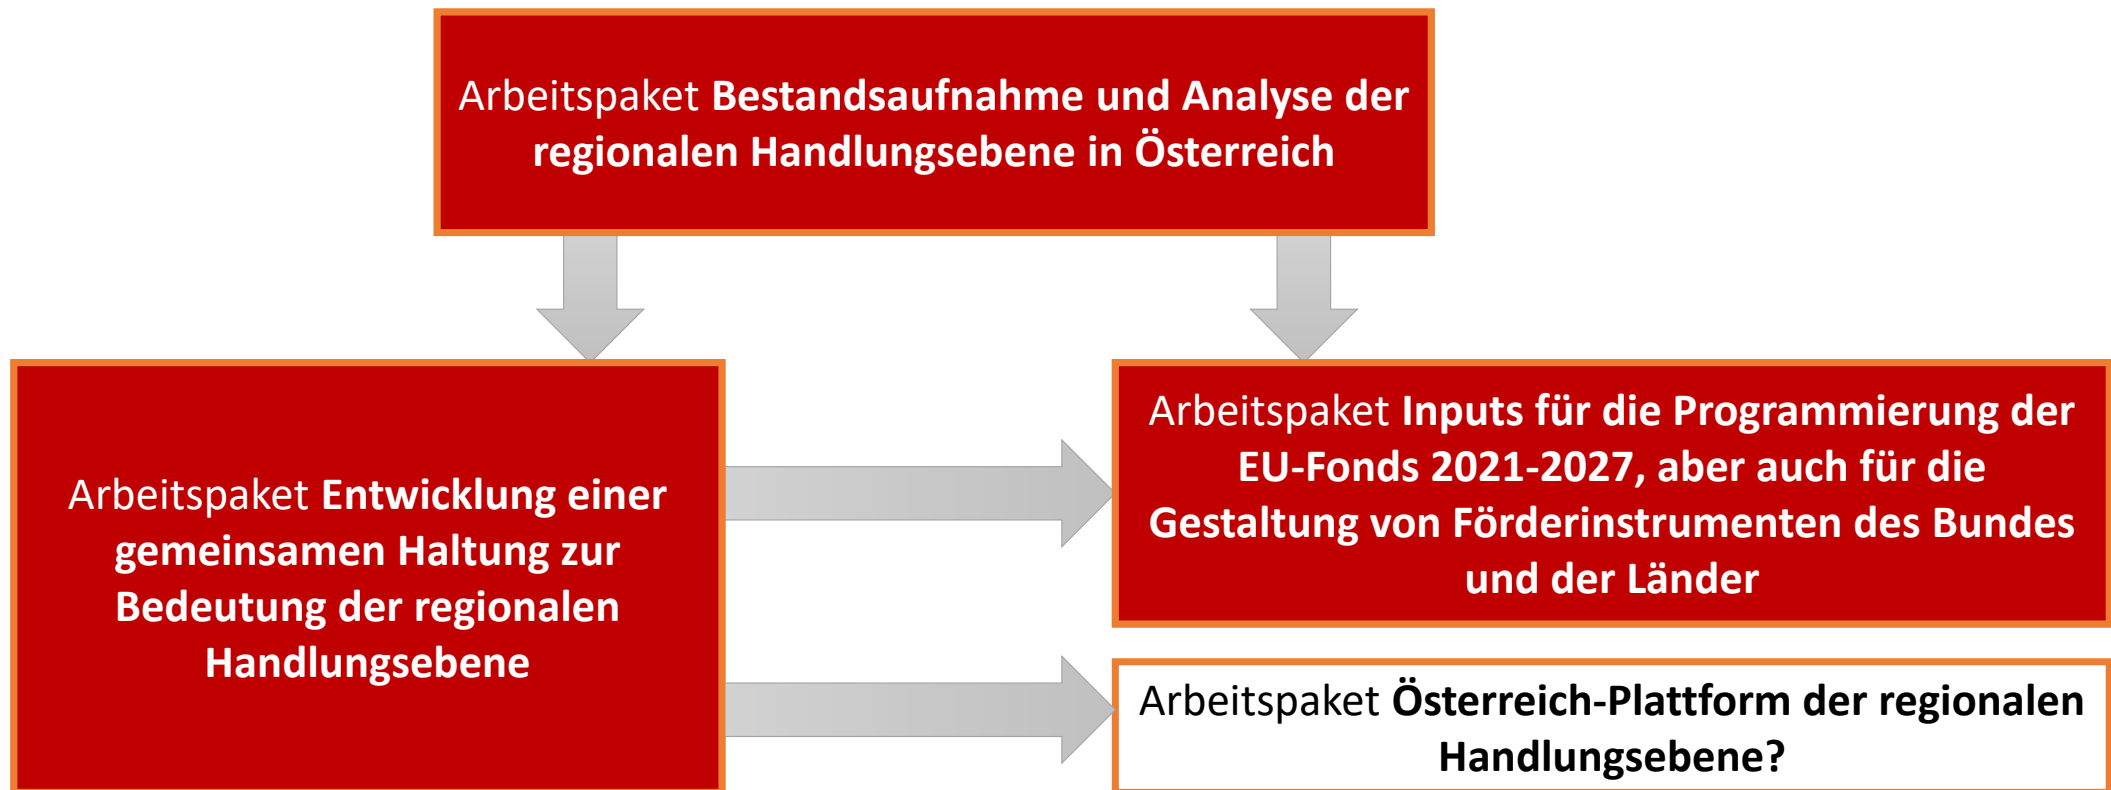 Arbeitspaket Bestandsaufnahme und Analyse der
regionalen Handlungsebene in Österreich
Arbeitspaket Entwicklung einer
gemeinsamen Haltung zur
Bedeutung der regionalen
Handlungsebene
Arbeitspaket Inputs für die Programmierung der
EU-Fonds 2021-2027, aber auch für die
Gestaltung von Förderinstrumenten des Bundes
und der Länder
Arbeitspaket Österreich-Plattform der regionalen
Handlungsebene?